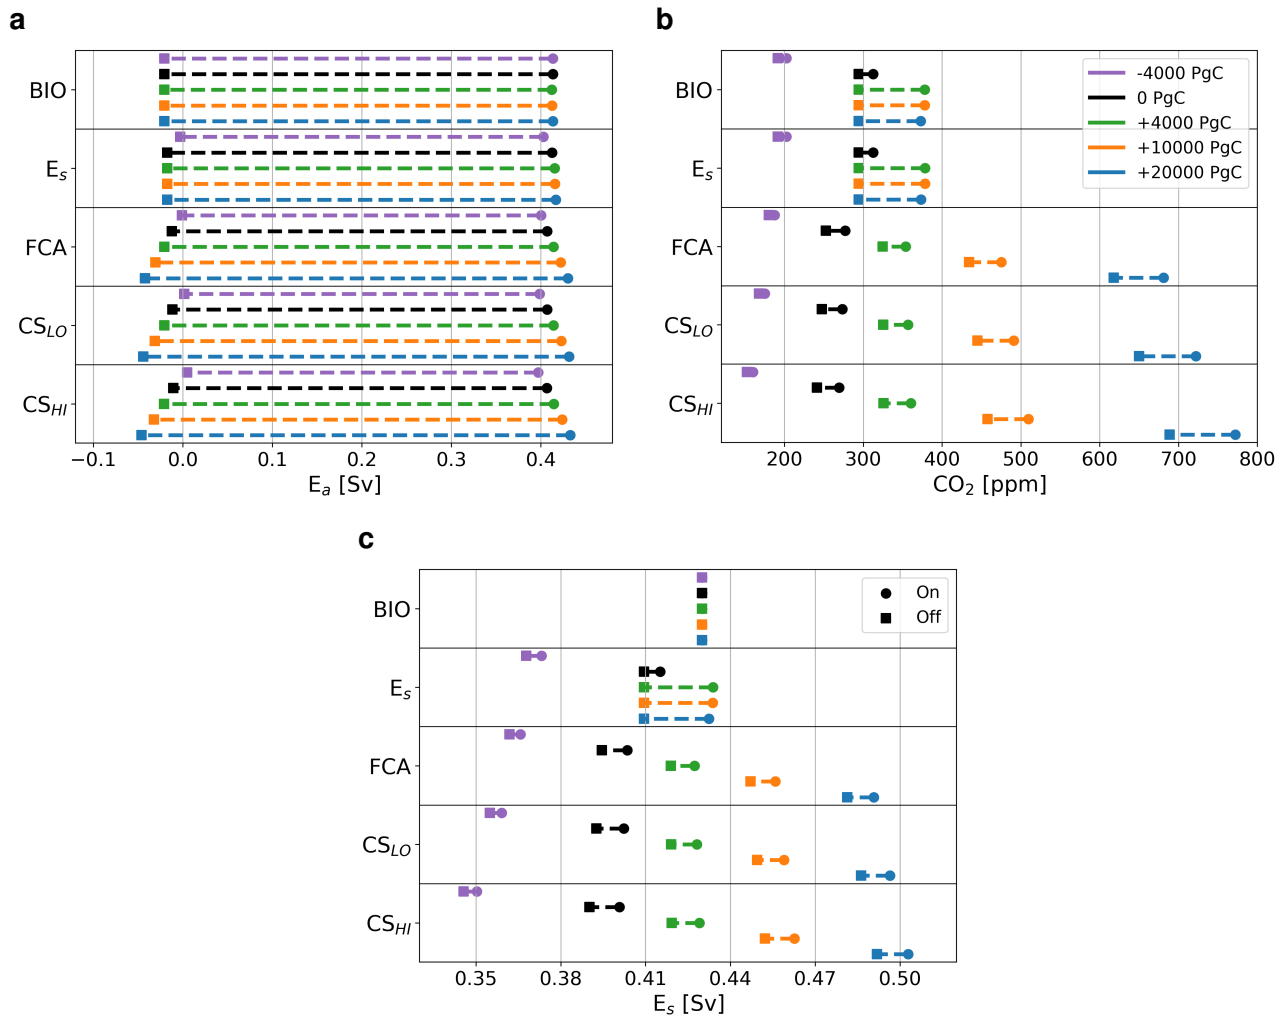 a
BIO
Es
FCA
CSLO
CSHI
−0.1 0.0 0.1 0.2 0.3 0.4
Ea [Sv]
b
-4000 PgC
0 PgC
+4000 PgC
+10000 PgC
+20000 PgC
BIO
Es
FCA
CSLO
CSHI
200 300 400 500 600 700 800
CO2 [ppm]
c
On
Off
BIO
Es
FCA
CSLO
CSHI
0.35 0.38 0.41 0.44 0.47 0.50
Es [Sv]